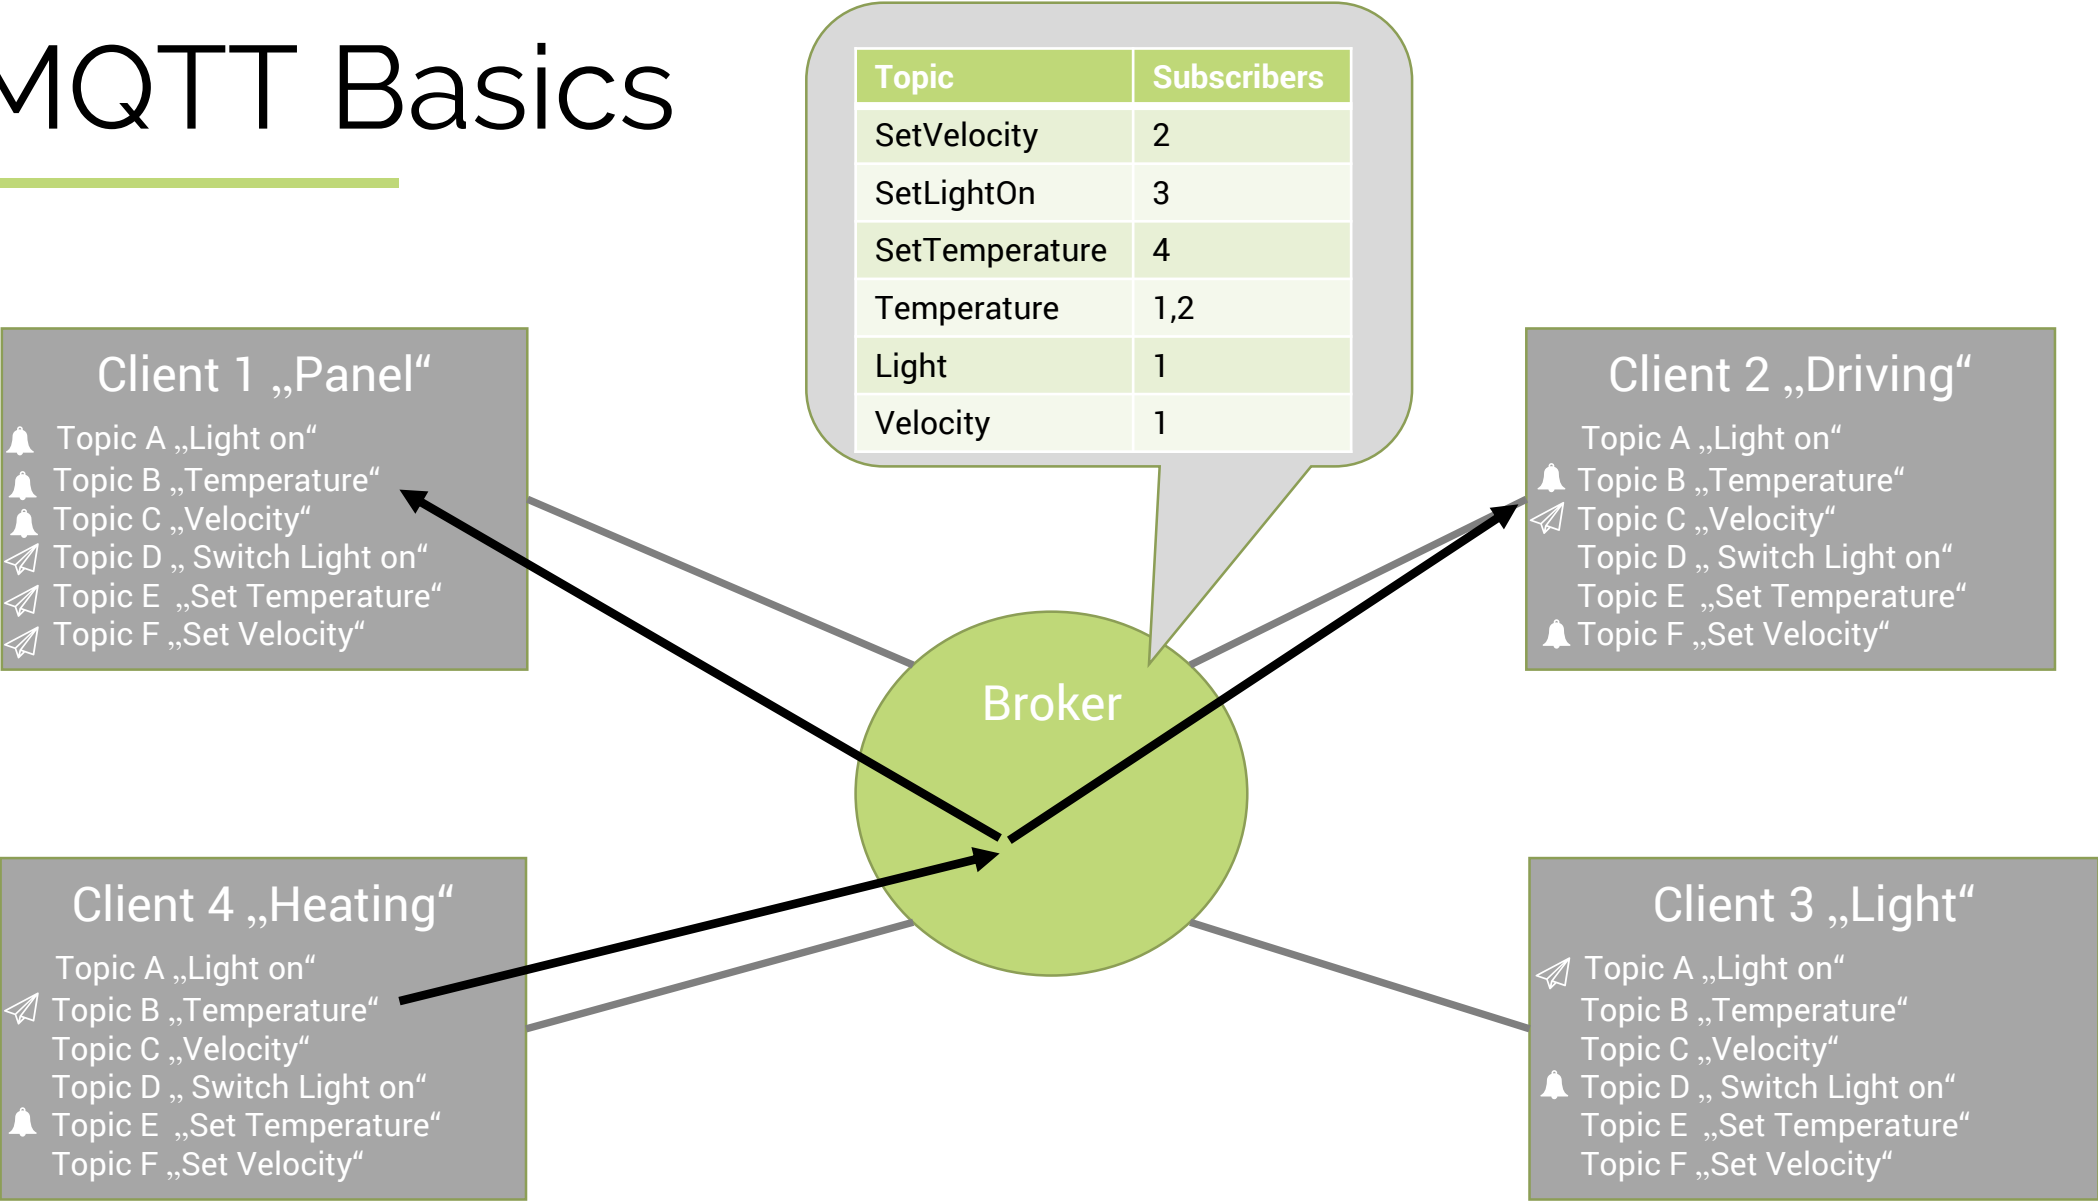 MQTT Basics
Topic Subscribers
SetVelocity 2
SetLightOn 3
SetTemperature 4
Temperature 1,2
Light 1
Velocity 1
Client 1 „Panel“
Topic A „Light on“
Topic B „Temperature“
Topic C „Velocity“
Topic D „ Switch Light on“
Topic E „Set Temperature“
Topic F „Set Velocity“
Client 2 „Driving“
Topic A „Light on“
Topic B „Temperature“
Topic C „Velocity“
Topic D „ Switch Light on“
Topic E „Set Temperature“
Topic F „Set Velocity“
Broker
Client 4 „Heating“
Topic A „Light on“
Topic B „Temperature“
Topic C „Velocity“
Topic D „ Switch Light on“
Topic E „Set Temperature“
Topic F „Set Velocity“
Client 3 „Light“
Topic A „Light on“
Topic B „Temperature“
Topic C „Velocity“
Topic D „ Switch Light on“
Topic E „Set Temperature“
Topic F „Set Velocity“